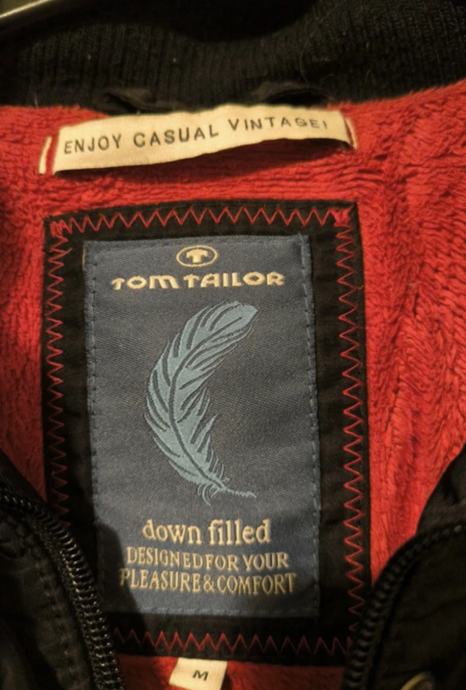 ENJOY CASUAL VINTAGE!
T
TOM TAILOR
down filled
DESIGNED FOR YOUR
PLEASURE & COMFORT
M